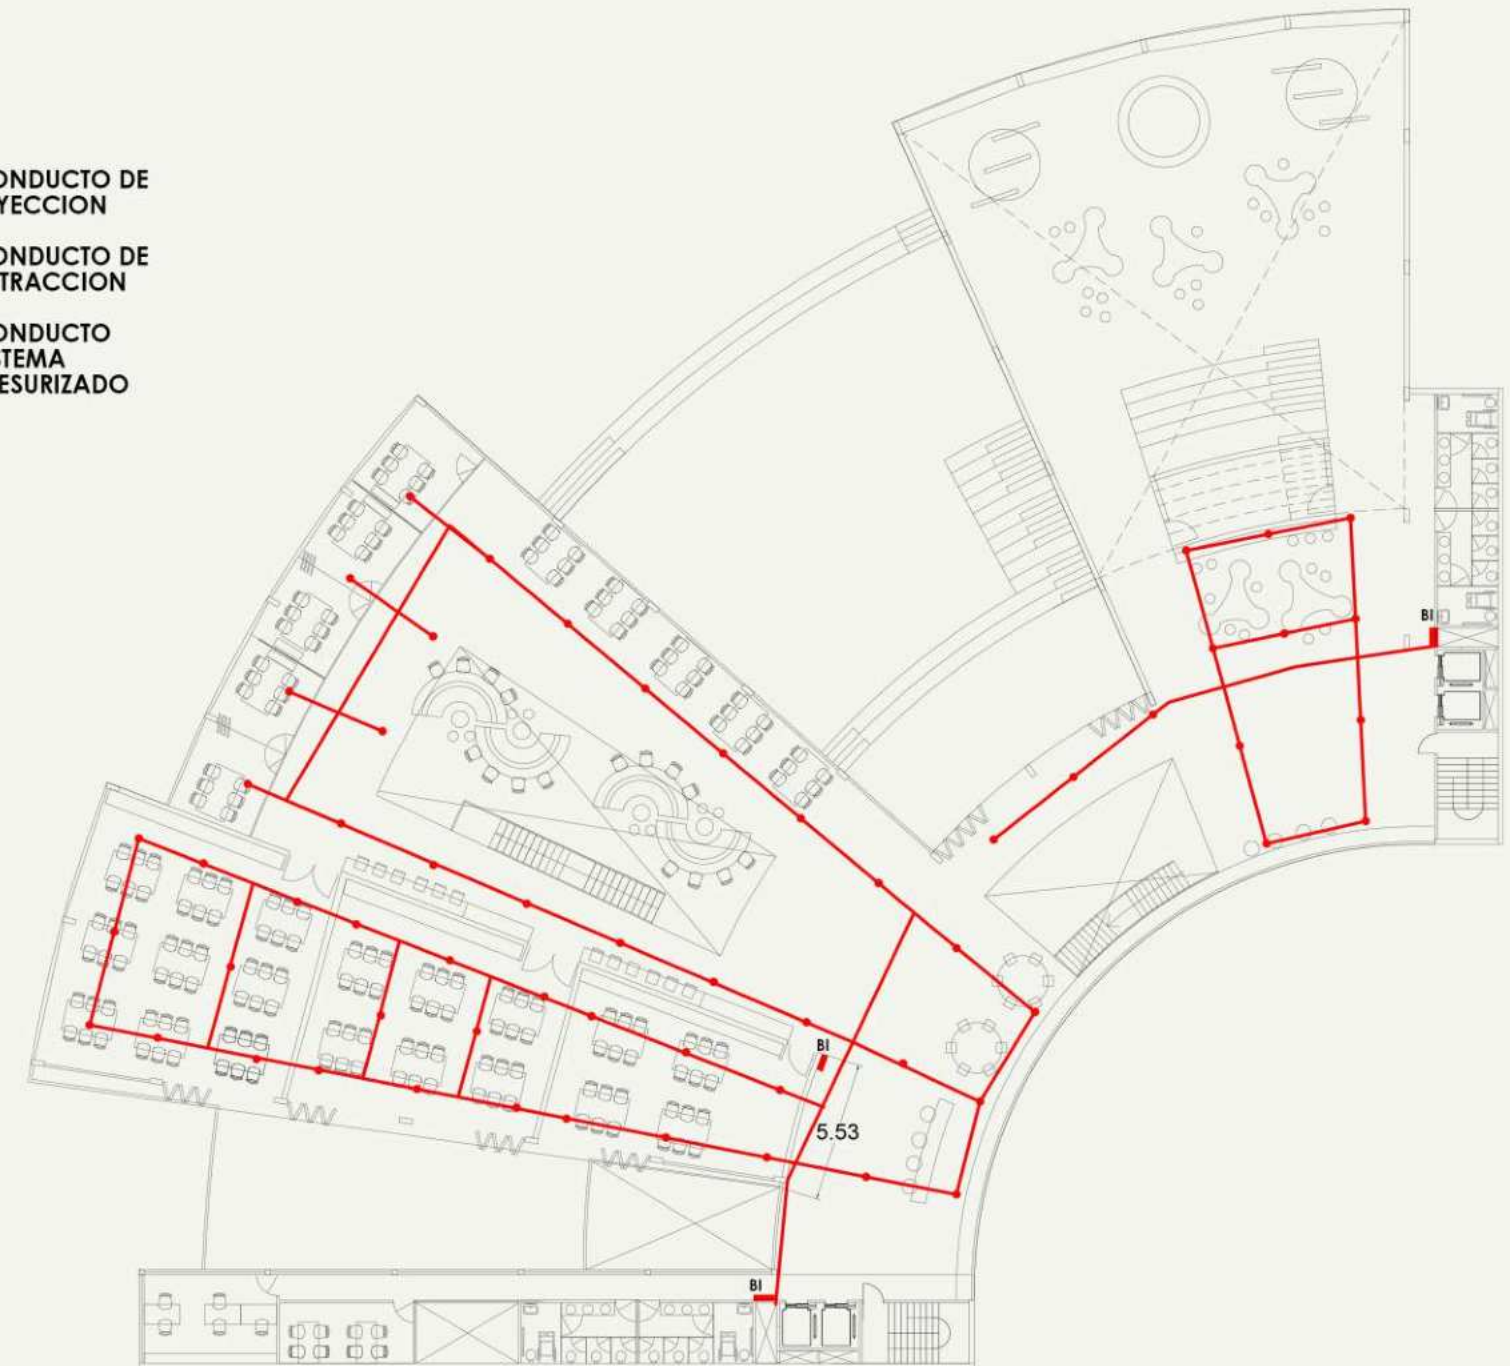 ONDUCTO DE
YECCION
ONDUCTO DE
TRACCION
ONDUCTO
STEMA
ESURIZADO
BI
BI
5.53
BI